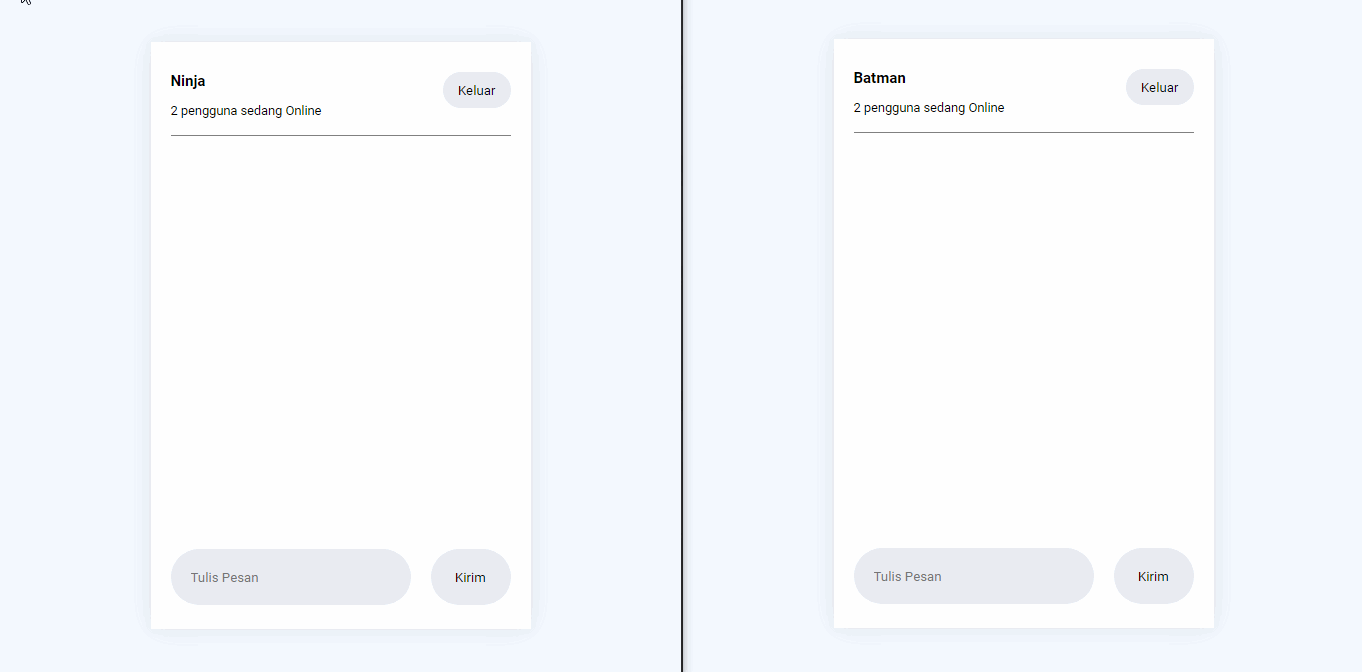 Ninja
Keluar
2 pengguna sedang Online
Tulis Pesan
Kirim
Batman
Keluar
2 pengguna sedang Online
Tulis Pesan
Kirim